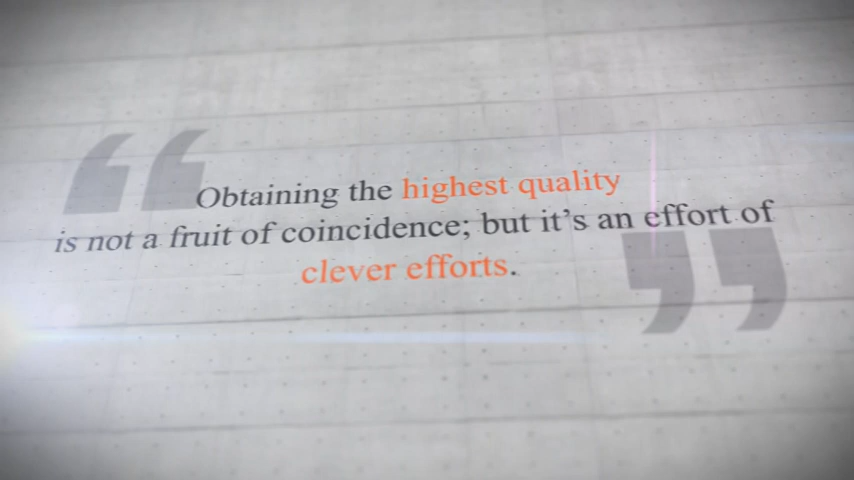 Obtaining the highest quality
is not a fruit of coincidence; but it's an effort of
clever efforts.